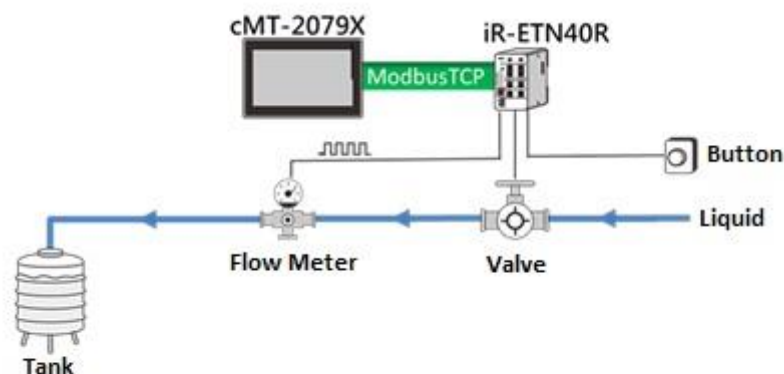 cMT-2079X
iR-ETN40R
ModbusTCP
Button
Liquid
Flow Meter
Valve
Tank